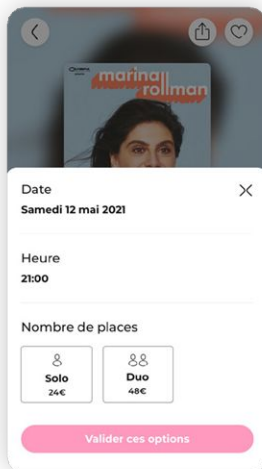 OLYMPIA
marina
rollman
Date
Samedi 12 mai 2021
Heure
21:00
Nombre de places
Solo
24€
Duo
48€
Valider ces options